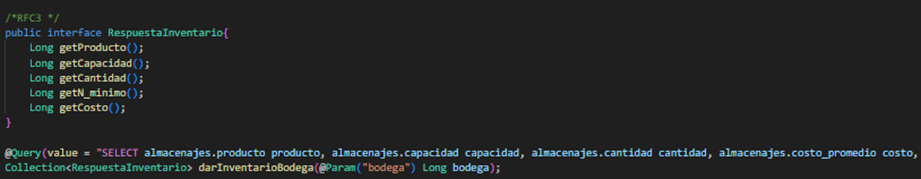 /*RFC3 */
public interface RespuestaInventario{
Long getProducto();
Long getCapacidad();
Long getCantidad();
Long getN_minimo();
Long getCosto();
}
@Query(value = "SELECT almacenajes.producto producto, almacenajes.capacidad capacidad, almacenajes.cantidad cantidad, almacenajes.costo_promedio costo,
Collection<RespuestaInventario> darInventarioBodega(@Param("bodega") Long bodega);